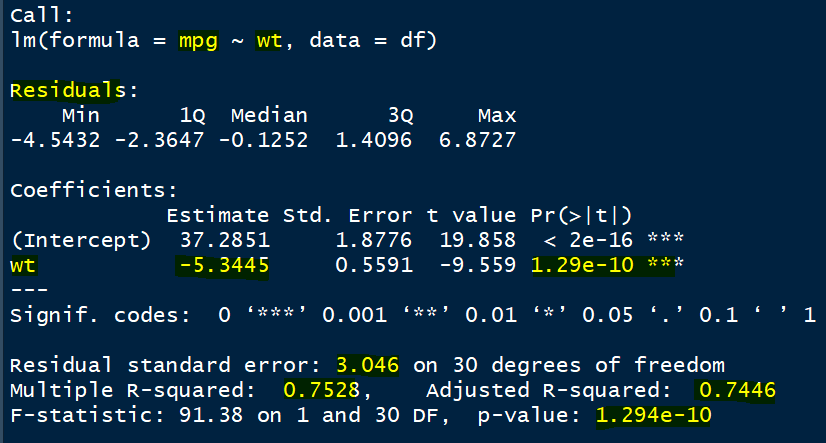 Call:
lm(formula = mpg ~ wt, data = df)
Residuals:
Min 1Q Median 3Q Max
-4.5432 -2.3647 -0.1252 1.4096 6.8727
Coefficients:
Estimate Std. Error t value Pr(>|t|)
(Intercept) 37.2851 1.8776 19.858 < 2e-16 ***
wt -5.3445 0.5591 -9.559 1.29e-10 ***
---
Signif. codes: 0 ‘***’ 0.001 ‘**’ 0.01 ‘*’ 0.05 ‘.’ 0.1 ‘ ’ 1
Residual standard error: 3.046 on 30 degrees of freedom
Multiple R-squared: 0.7528, Adjusted R-squared: 0.7446
F-statistic: 91.38 on 1 and 30 DF, p-value: 1.294e-10